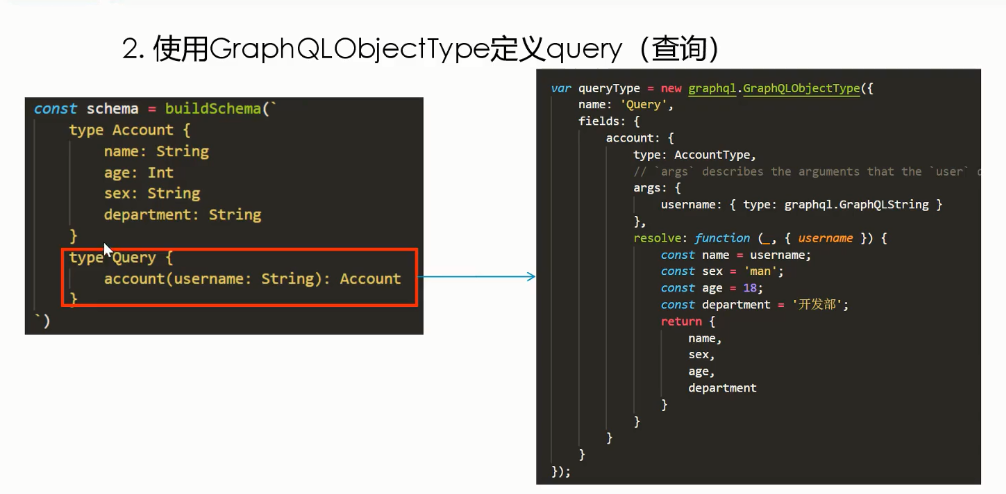 2. 使用GraphQLObjectType定义query（查询）
const schema = buildSchema(`
type Account {
name: String
age: Int
sex: String
department: String
}
type Query {
account(username: String): Account
}
`)
var queryType = new graphql.GraphQLObjectType({
name: 'Query',
fields: {
account: {
type: AccountType,
// `args` describes the arguments that the `user`
args: {
username: { type: graphql.GraphQLString }
},
resolve: function (_, { username }) {
const name = username;
const sex = 'man';
const age = 18;
const department = '开发部';
return {
name,
sex,
age,
department
}
}
}
}
});